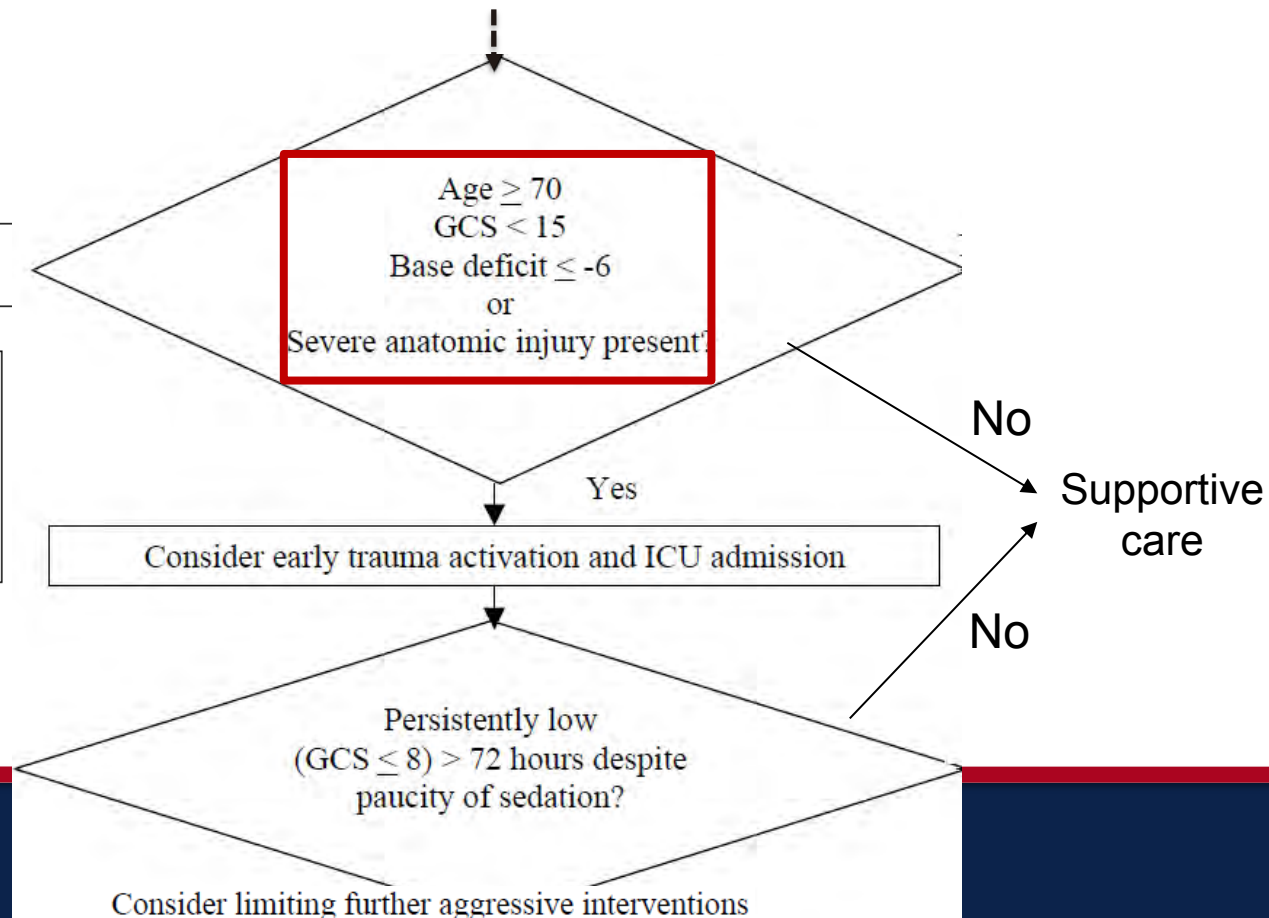 Age ≥ 70
GCS < 15
Base deficit ≤ -6
or
Severe anatomic injury present?
No
Yes
Supportive
care
Consider early trauma activation and ICU admission
No
Persistently low
(GCS ≤ 8) > 72 hours despite
paucity of sedation?
Consider limiting further aggressive interventions